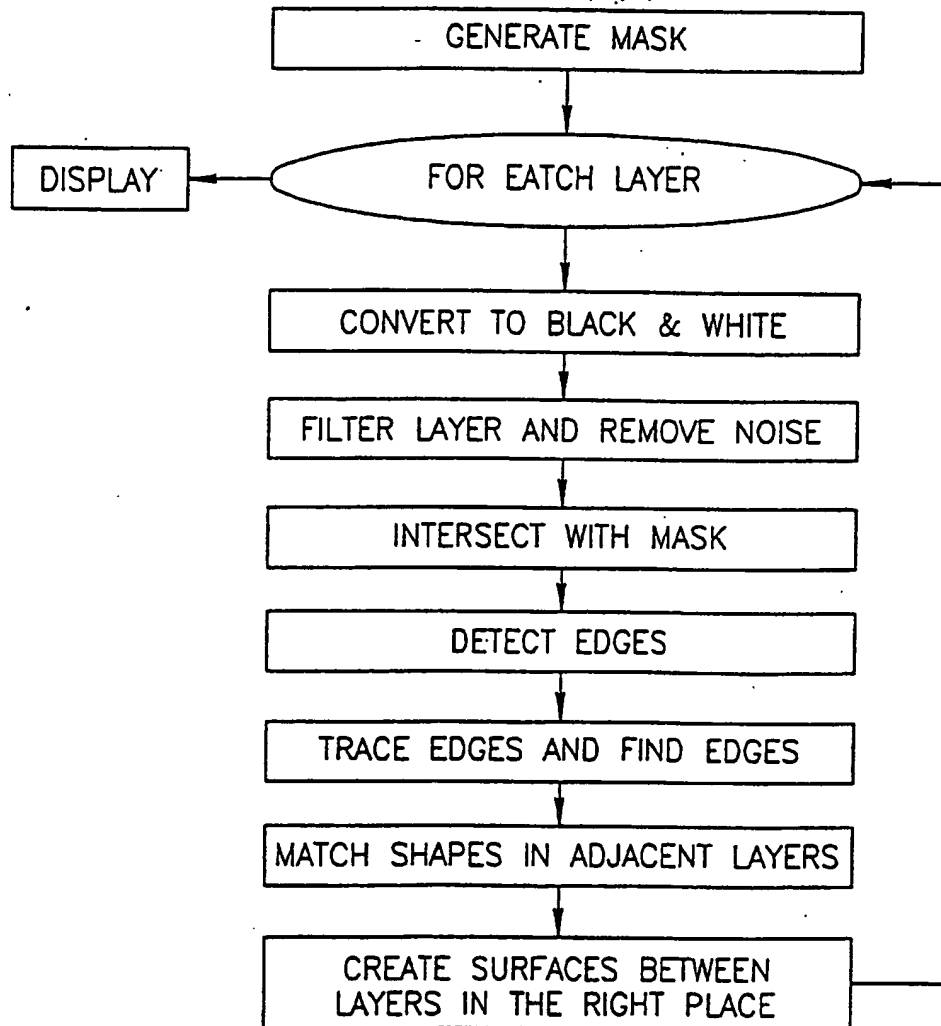 GENERATE MASK
DISPLAY
FOR EATCH LAYER
CONVERT TO BLACK & WHITE
FILTER LAYER AND REMOVE NOISE
INTERSECT WITH MASK
DETECT EDGES
TRACE EDGES AND FIND EDGES
MATCH SHAPES IN ADJACENT LAYERS
CREATE SURFACES BETWEEN
LAYERS IN THE RIGHT PLACE